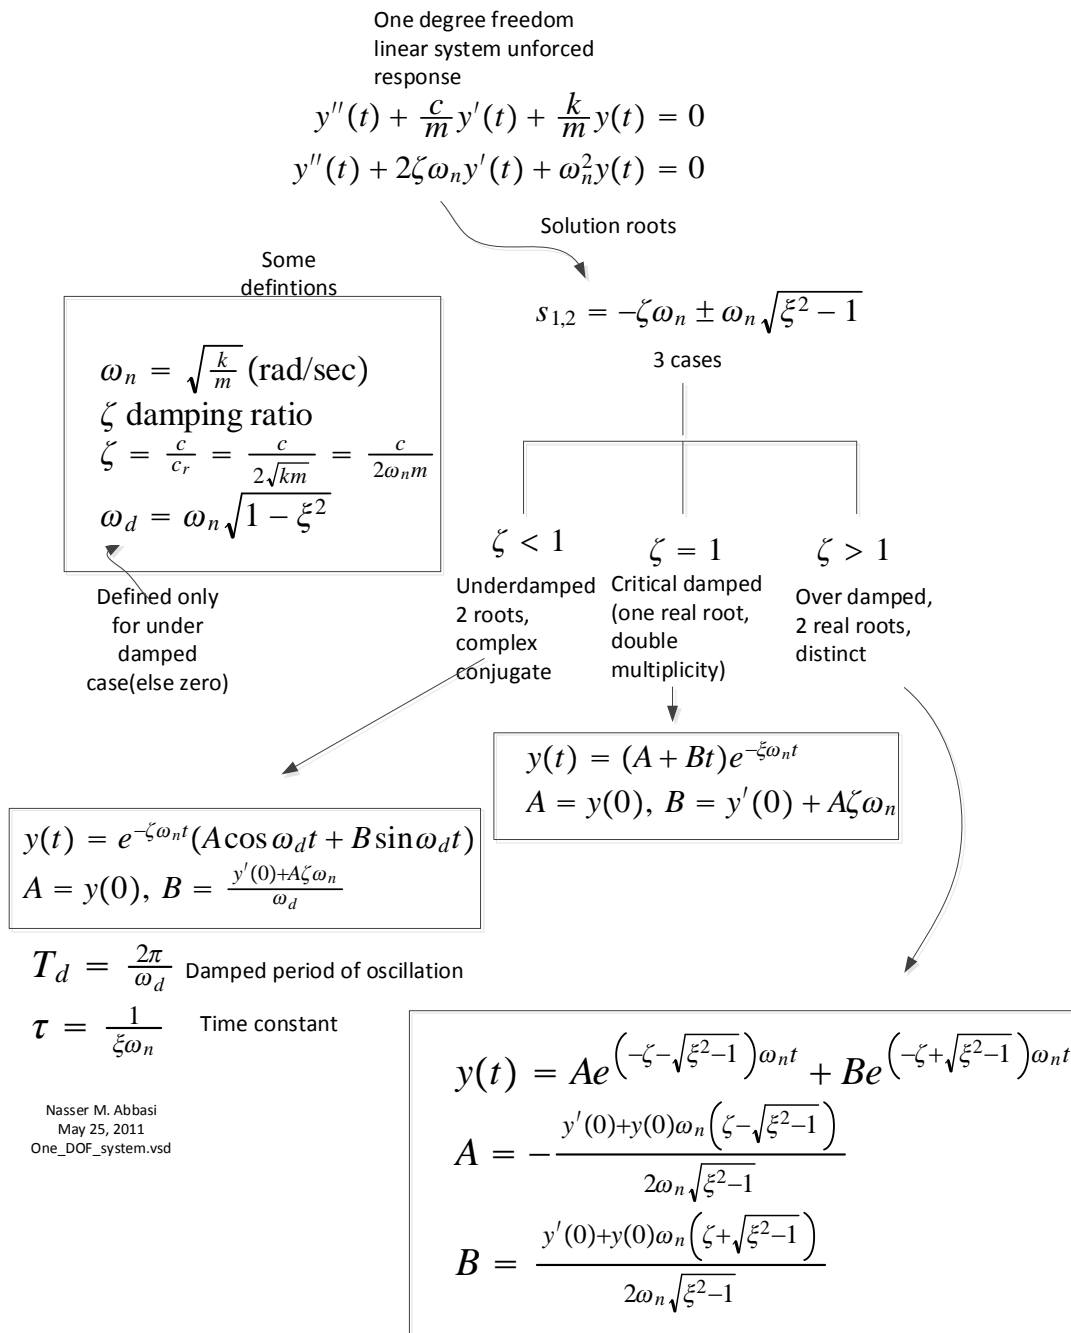 One degree freedom
linear system unforced
response
y''(t) + c/m y'(t) + k/m y(t) = 0
y''(t) + 2ζω_n y'(t) + ω_n^2 y(t) = 0
Solution roots
s_{1,2} = −ζω_n ± ω_n √(ξ^2 − 1)
3 cases
Some
defintions
ω_n = √(k/m) (rad/sec)
ζ damping ratio
ζ = c/c_r = c/(2√(km)) = c/(2ω_n m)
ω_d = ω_n √(1 − ξ^2)
Defined only
for under
damped
case(else zero)
ζ < 1
Underdamped
2 roots,
complex
conjugate
ζ = 1
Critical damped
(one real root,
double
multiplicity)
ζ > 1
Over damped,
2 real roots,
distinct
y(t) = (A + Bt)e^{−ξω_n t}
A = y(0), B = y'(0) + Aζω_n
y(t) = e^{−ζω_n t}(A cos ω_d t + B sin ω_d t)
A = y(0), B = (y'(0)+Aζω_n)/ω_d
T_d = 2π/ω_d Damped period of oscillation
τ = 1/(ξω_n) Time constant
y(t) = Ae^{(−ζ−√(ξ^2−1))ω_n t} + Be^{(−ζ+√(ξ^2−1))ω_n t}
A = −(y'(0)+y(0)ω_n(ζ−√(ξ^2−1)))/(2ω_n√(ξ^2−1))
B = (y'(0)+y(0)ω_n(ζ+√(ξ^2−1)))/(2ω_n√(ξ^2−1))
Nasser M. Abbasi
May 25, 2011
One_DOF_system.vsd